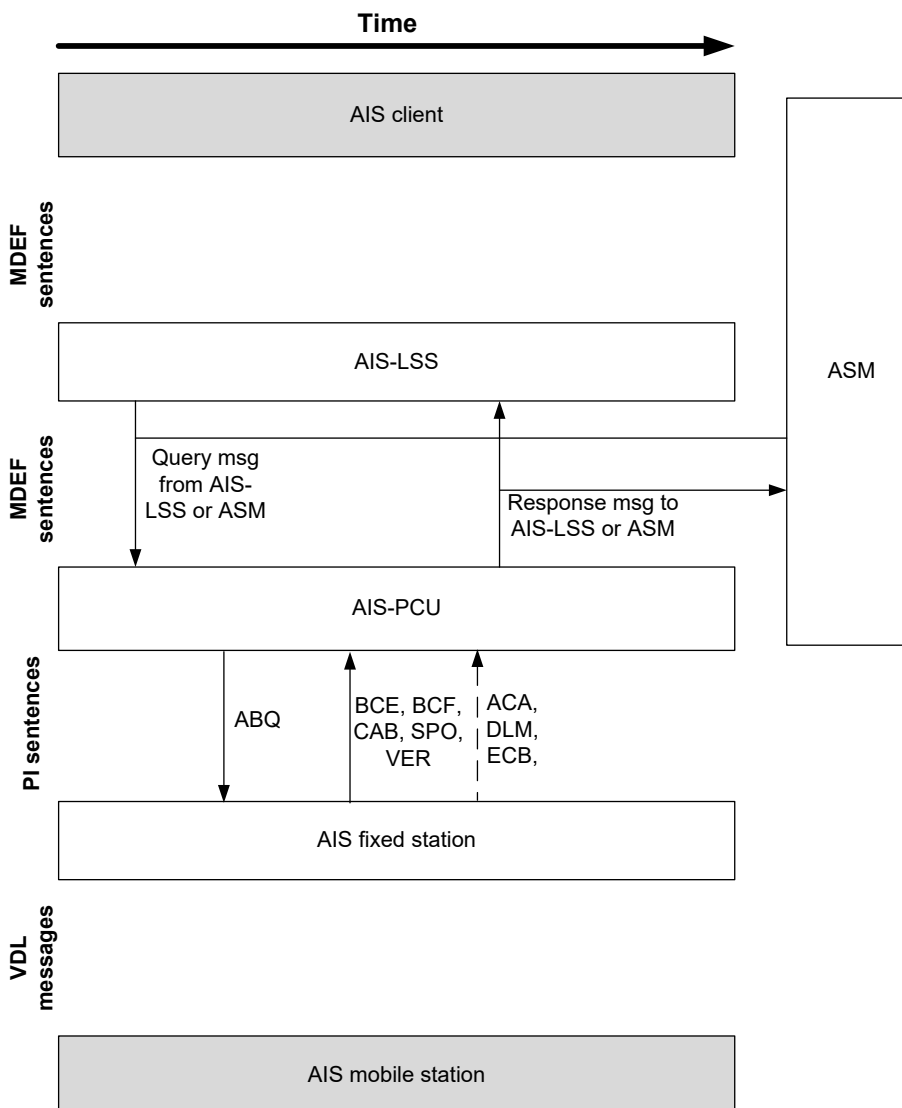 Time
AIS client
MDEF
sentences
AIS-LSS
ASM
MDEF
sentences
Query msg
from AIS-
LSS or ASM
Response msg to
AIS-LSS or ASM
AIS-PCU
PI sentences
ABQ
BCE, BCF,
CAB, SPO,
VER
ACA,
DLM,
ECB,
AIS fixed station
VDL
messages
AIS mobile station